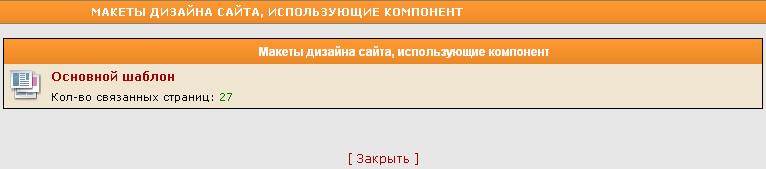 МАКЕТЫ ДИЗАЙНА САЙТА, ИСПОЛЬЗУЮЩИЕ КОМПОНЕНТ
Макеты дизайна сайта, использующие компонент
Основной шаблон
Кол-во связанных страниц: 27
[ Закрыть ]